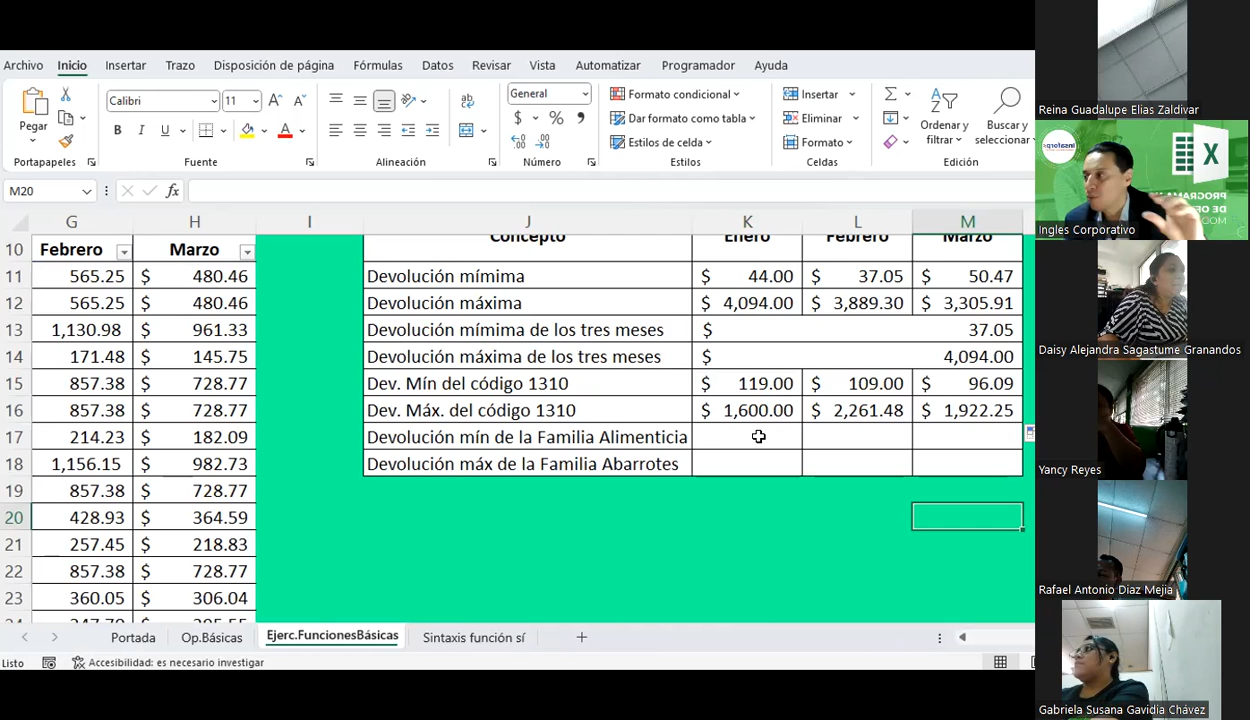 Archivo Inicio Insertar Trazo Disposición de página Fórmulas Datos Revisar Vista Automatizar Programador Ayuda
Pegar
Portapapeles
Calibri 11
N K S
Fuente
Alineación
General
$ % 000
Número
Formato condicional
Dar formato como tabla
Estilos de celda
Estilos
Insertar
Eliminar
Formato
Celdas
Ordenar y filtrar
Buscar y seleccionar
Edición
M20 fx
G H I J K L M
10 Febrero Marzo Concepto Enero Febrero Marzo
11 565.25 $ 480.46 Devolución mímima $ 44.00 $ 37.05 $ 50.47
12 565.25 $ 480.46 Devolución máxima $ 4,094.00 $ 3,889.30 $ 3,305.91
13 1,130.98 $ 961.33 Devolución mímima de los tres meses $ 37.05
14 171.48 $ 145.75 Devolución máxima de los tres meses $ 4,094.00
15 857.38 $ 728.77 Dev. Mín del código 1310 $ 119.00 $ 109.00 $ 96.09
16 857.38 $ 728.77 Dev. Máx. del código 1310 $ 1,600.00 $ 2,261.48 $ 1,922.25
17 214.23 $ 182.09 Devolución mín de la Familia Alimenticia
18 1,156.15 $ 982.73 Devolución máx de la Familia Abarrotes
19 857.38 $ 728.77
20 428.93 $ 364.59
21 257.45 $ 218.83
22 857.38 $ 728.77
23 360.05 $ 306.04
Portada Op.Básicas Ejerc.FuncionesBásicas Sintaxis función sí
Listo Accesibilidad: es necesario investigar
Reina Guadalupe Elias Zaldivar
Ingles Corporativo
Daisy Alejandra Sagastume Granandos
Yancy Reyes
Rafael Antonio Diaz Mejia
Gabriela Susana Gavidia Chávez